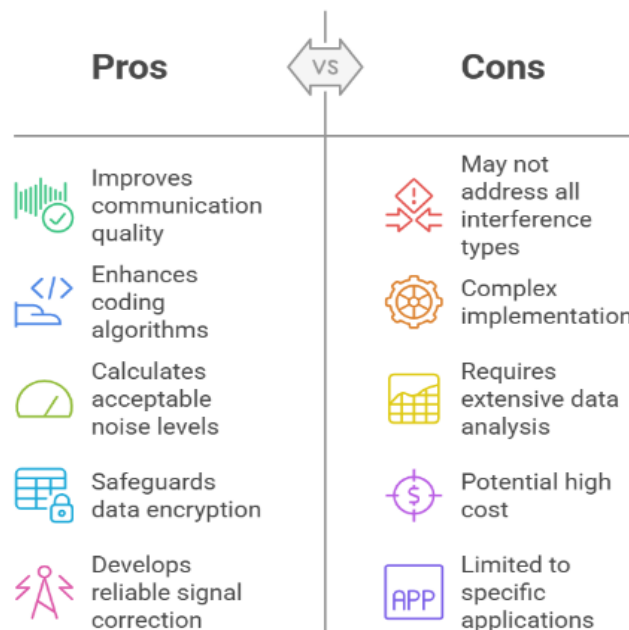 Pros
VS
Cons
Improves
communication
quality
Enhances
coding
algorithms
Calculates
acceptable
noise levels
Safeguards
data encryption
Develops
reliable signal
correction
May not
address all
interference
types
Complex
implementation
Requires
extensive data
analysis
Potential high
cost
APP
Limited to
specific
applications